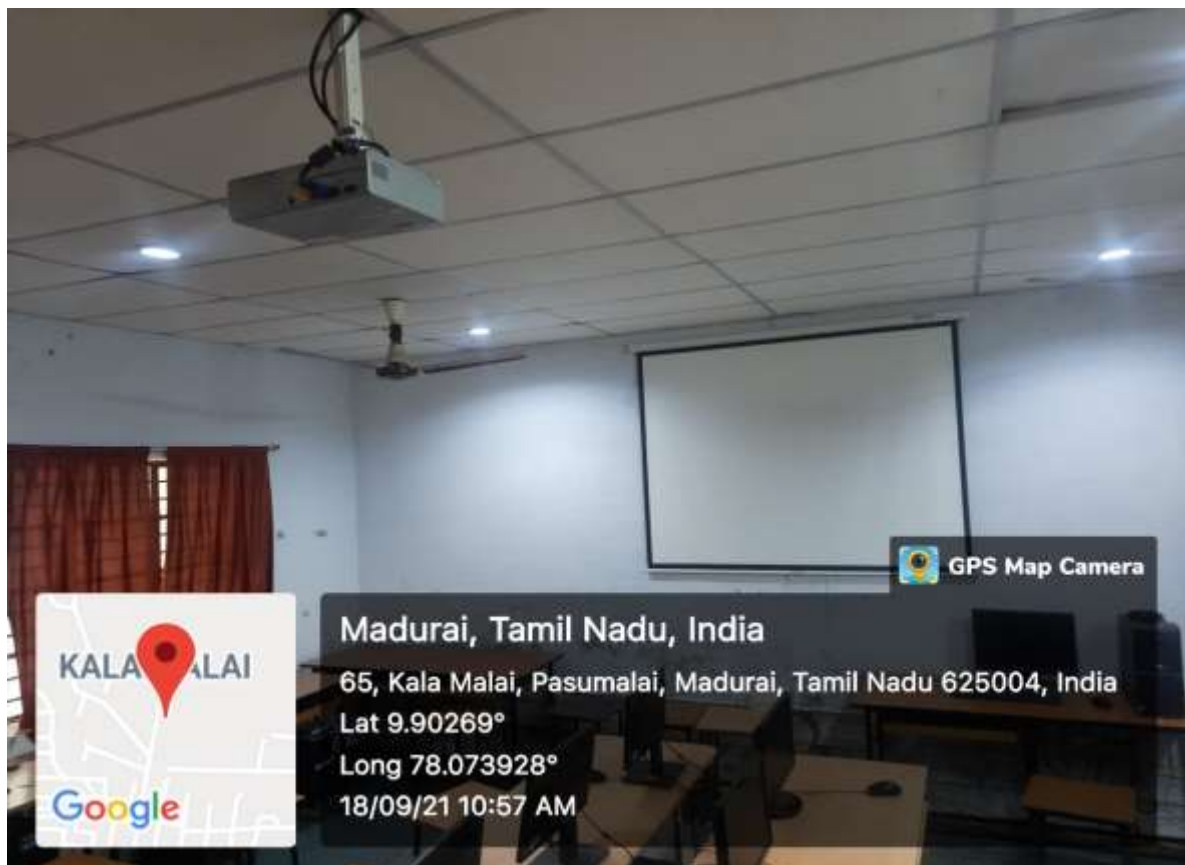 GPS Map Camera
KALA MALAI
Google
Madurai, Tamil Nadu, India
65, Kala Malai, Pasumalai, Madurai, Tamil Nadu 625004, India
Lat 9.90269°
Long 78.073928°
18/09/21 10:57 AM